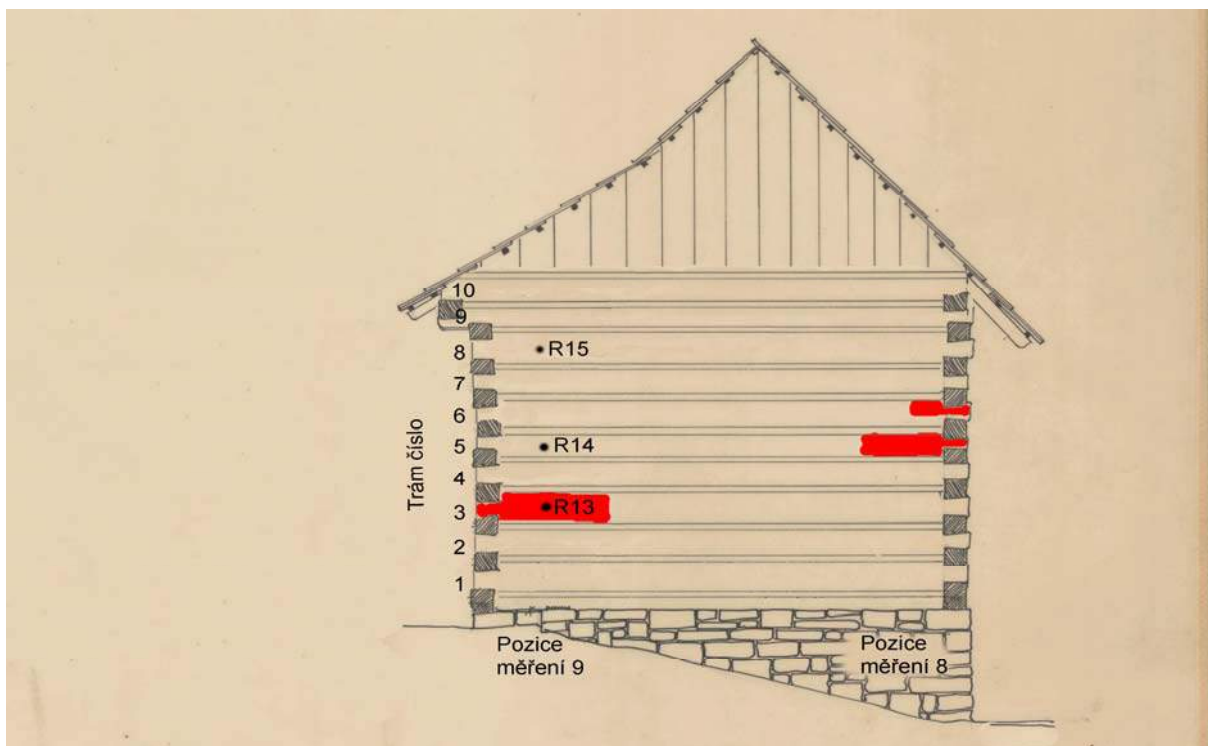 10
9
8
7
6
5
4
3
2
1
Trám číslo
R15
R14
R13
Pozice
měření 9
Pozice
měření 8